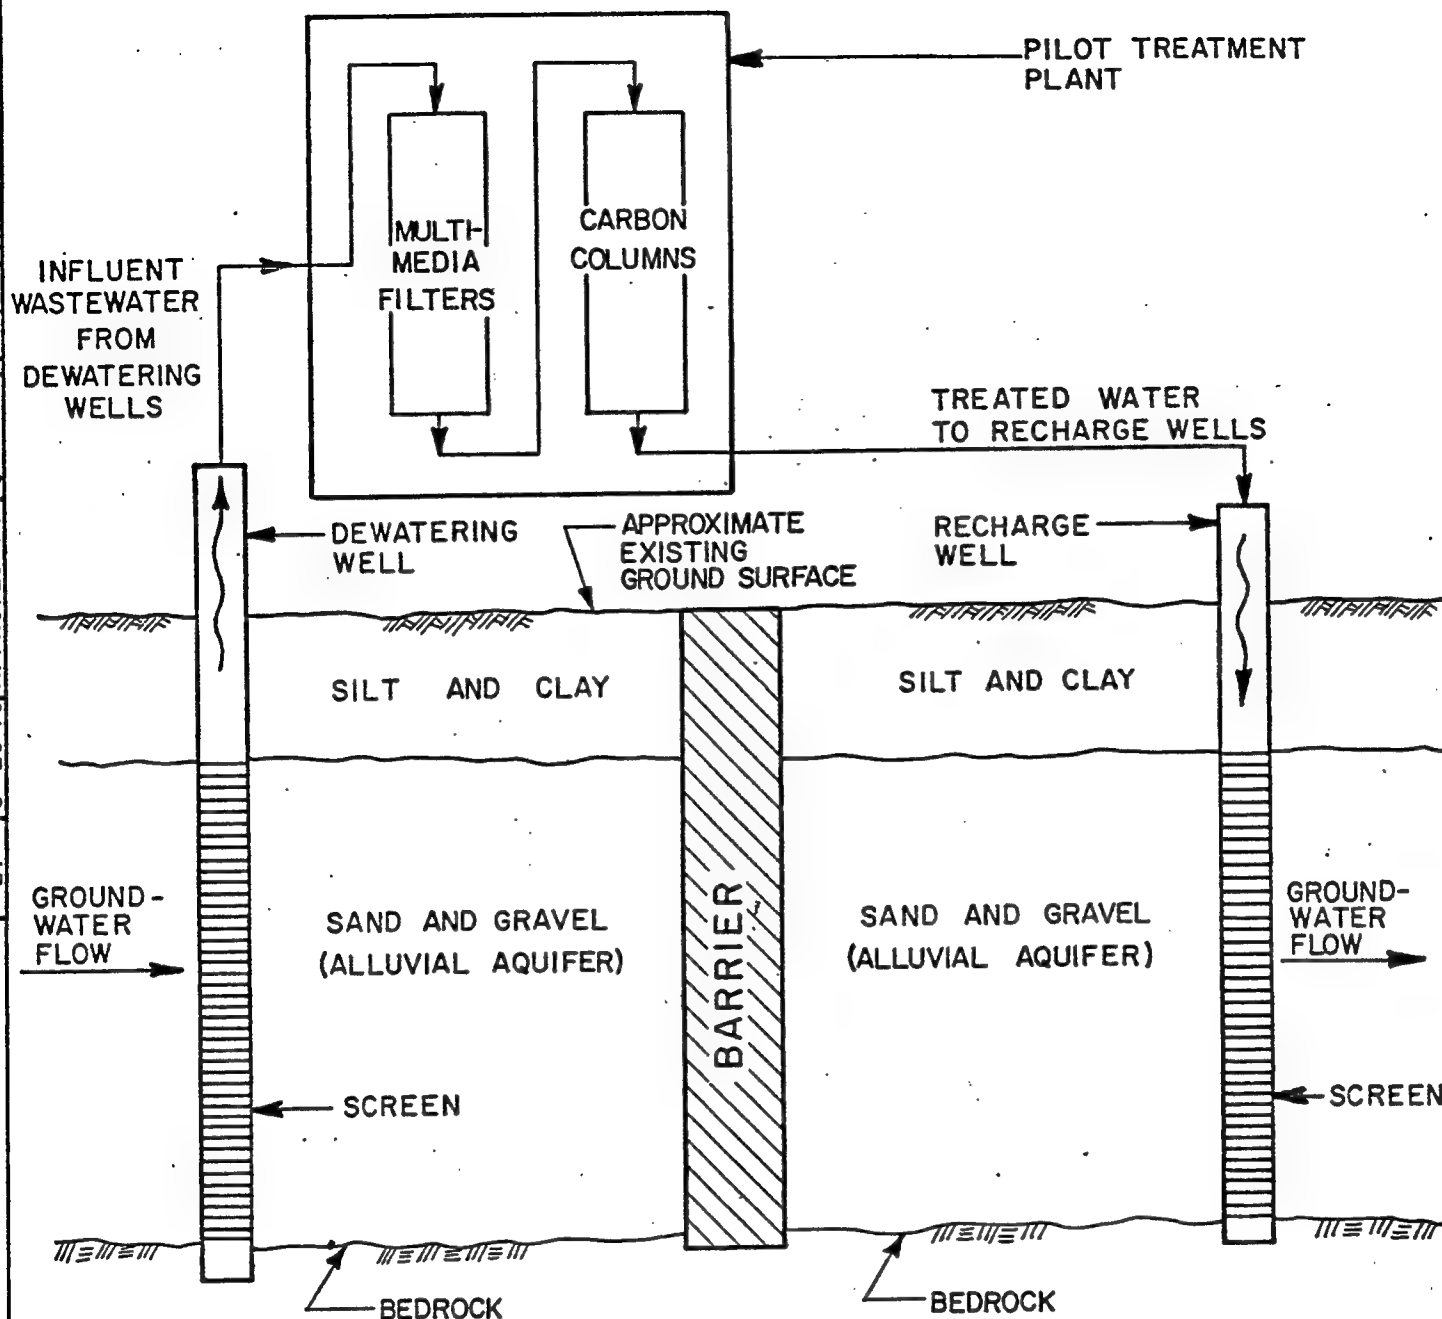 PILOT TREATMENT
PLANT
MULTI-
MEDIA
FILTERS
CARBON
COLUMNS
INFLUENT
WASTEWATER
FROM
DEWATERING
WELLS
TREATED WATER
TO RECHARGE WELLS
DEWATERING
WELL
APPROXIMATE
EXISTING
GROUND SURFACE
RECHARGE
WELL
SILT AND CLAY
SILT AND CLAY
GROUND-
WATER
FLOW
SAND AND GRAVEL
(ALLUVIAL AQUIFER)
BARRIER
SAND AND GRAVEL
(ALLUVIAL AQUIFER)
GROUND-
WATER
FLOW
SCREEN
SCREEN
BEDROCK
BEDROCK